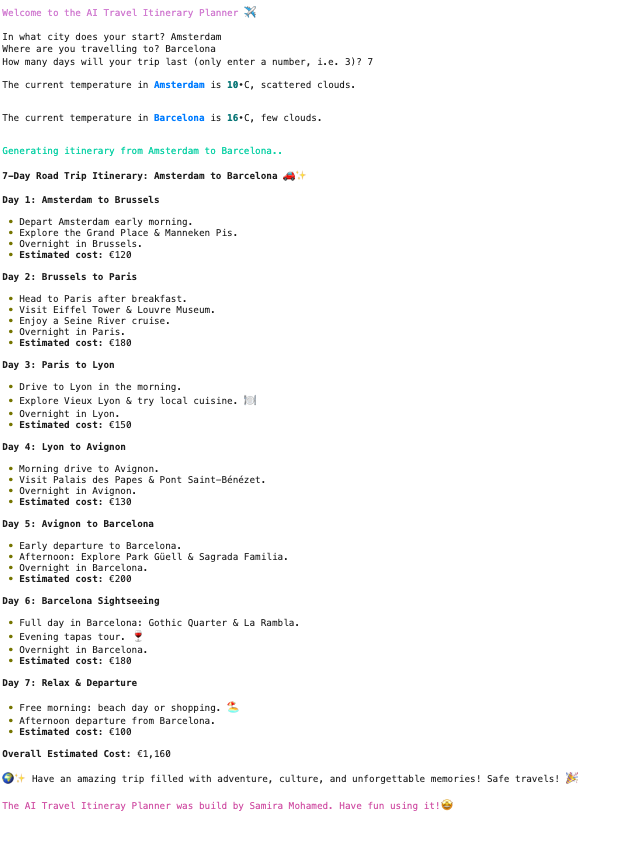 Welcome to the AI Travel Itinerary Planner ✈️
In what city does your start? Amsterdam
Where are you travelling to? Barcelona
How many days will your trip last (only enter a number, i.e. 3)? 7
The current temperature in Amsterdam is 10•C, scattered clouds.
The current temperature in Barcelona is 16•C, few clouds.
Generating itinerary from Amsterdam to Barcelona..
7-Day Road Trip Itinerary: Amsterdam to Barcelona 🚗✨
Day 1: Amsterdam to Brussels
• Depart Amsterdam early morning.
• Explore the Grand Place & Manneken Pis.
• Overnight in Brussels.
• Estimated cost: €120
Day 2: Brussels to Paris
• Head to Paris after breakfast.
• Visit Eiffel Tower & Louvre Museum.
• Enjoy a Seine River cruise.
• Overnight in Paris.
• Estimated cost: €180
Day 3: Paris to Lyon
• Drive to Lyon in the morning.
• Explore Vieux Lyon & try local cuisine. 🍽️
• Overnight in Lyon.
• Estimated cost: €150
Day 4: Lyon to Avignon
• Morning drive to Avignon.
• Visit Palais des Papes & Pont Saint-Bénézet.
• Overnight in Avignon.
• Estimated cost: €130
Day 5: Avignon to Barcelona
• Early departure to Barcelona.
• Afternoon: Explore Park Güell & Sagrada Familia.
• Overnight in Barcelona.
• Estimated cost: €200
Day 6: Barcelona Sightseeing
• Full day in Barcelona: Gothic Quarter & La Rambla.
• Evening tapas tour. 🍷
• Overnight in Barcelona.
• Estimated cost: €180
Day 7: Relax & Departure
• Free morning: beach day or shopping. 🏖️
• Afternoon departure from Barcelona.
• Estimated cost: €100
Overall Estimated Cost: €1,160
🌍✨ Have an amazing trip filled with adventure, culture, and unforgettable memories! Safe travels! 🎉
The AI Travel Itineray Planner was build by Samira Mohamed. Have fun using it!🤩